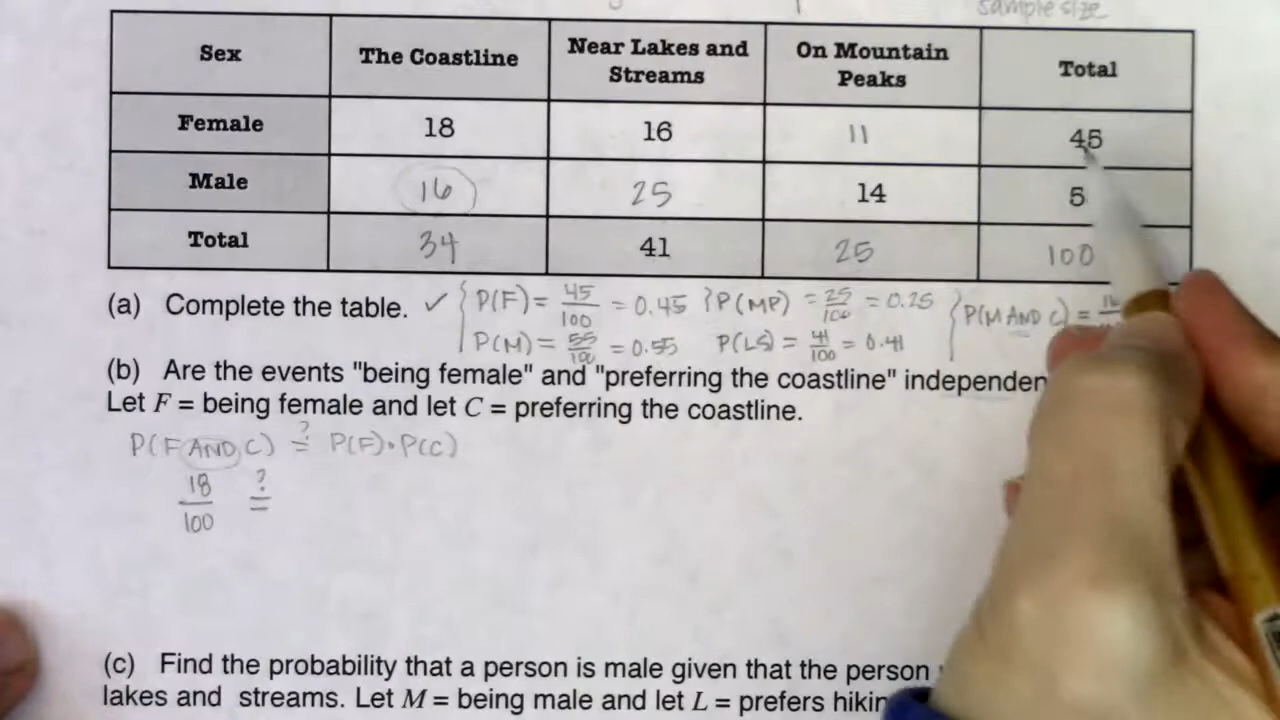 sample size
Sex The Coastline Near Lakes and Streams On Mountain Peaks Total
Female 18 16 11 45
Male 16 25 14 5
Total 34 41 25 100
(a) Complete the table. ✓ P(F) = 45/100 = 0.45 P(MP) = 25/100 = 0.25 P(M AND C) =
P(M) = 55/100 = 0.55 P(LS) = 41/100 = 0.41
(b) Are the events "being female" and "preferring the coastline"
Let F = being female and let C = preferring the coastline.
P(F AND C) ≟ P(F)·P(C)
18/100 ≟
(c) Find the probability that a person is male given that the person
lakes and streams. Let M = being male and let L = prefers